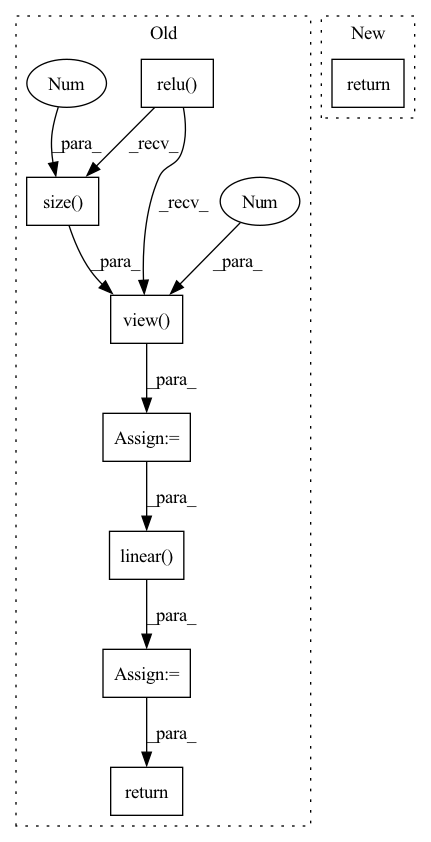 Old
New
Num
relu()
return
_para_
_recv_
size()
_recv_
Num
_para_
_para_
view()
_para_
Assign:=
_para_
linear()
_para_
Assign:=
_para_
return